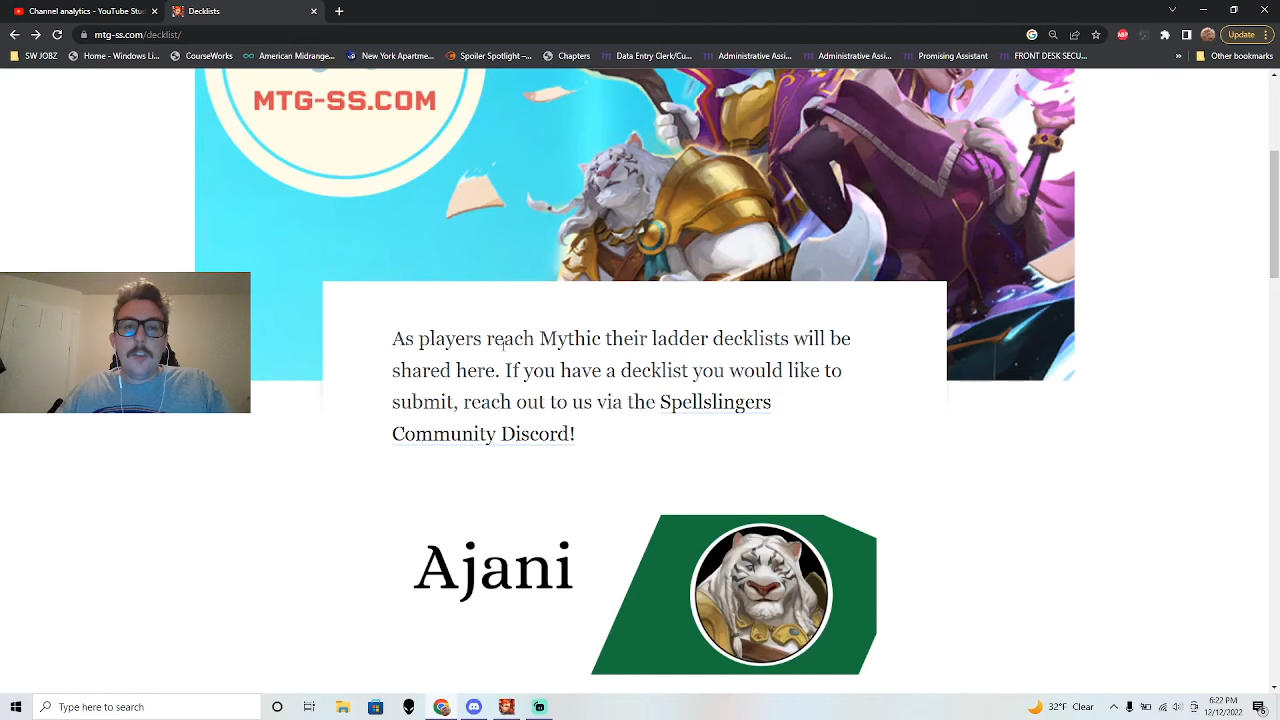 Channel analytics - YouTube Stu
Decklists
mtg-ss.com/decklist/
Update
SW JOBZ
Home - Windows Li...
CourseWorks
American Midrange...
New York Apartme...
Spoiler Spotlight –...
Chapters
Data Entry Clerk/Cu...
Administrative Assi...
Administrative Assi...
Promising Assistant
FRONT DESK SECU...
»
Other bookmarks
MTG-SS.COM
As players reach Mythic their ladder decklists will be
shared here. If you have a decklist you would like to
submit, reach out to us via the Spellslingers
Community Discord!
Ajani
Type here to search
32°F Clear
6:22 PM
12/12/2022